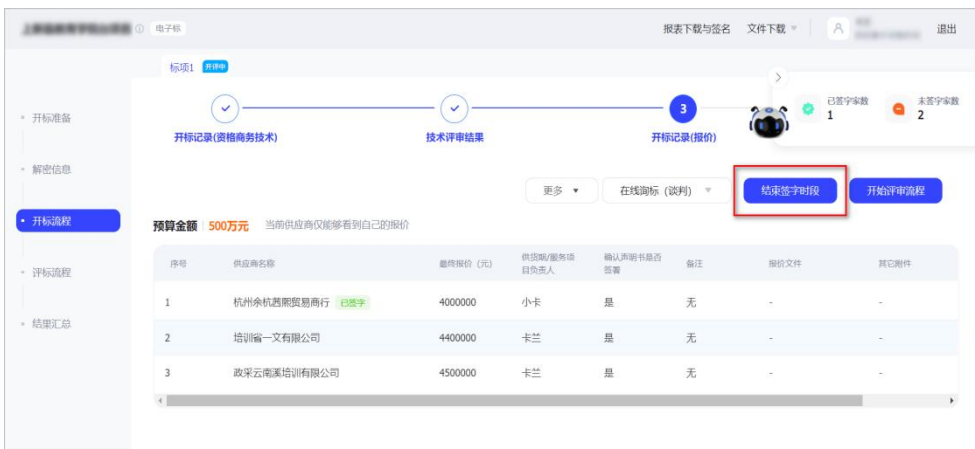 电子标
报表下载与签名 文件下载 退出
标项1 开评中
开标准备
解密信息
开标流程
评标流程
结果汇总
开标记录(资格商务技术)
技术评审结果
3
开标记录(报价)
已签字家数
1
未签字家数
2
更多 在线询标 (谈判) 结束签字时段 开始评审流程
预算金额 500万元 当前供应商仅能够看到自己的报价
序号 供应商名称 最终报价 (元) 供货期/服务项目负责人 确认声明书是否签署 备注 报价文件 其它附件
1 杭州余杭茜熙贸易商行 已签字 4000000 小卡 是 无 - -
2 培训省一文有限公司 4400000 卡兰 是 无 - -
3 政采云南溪培训有限公司 4500000 卡兰 是 无 - -